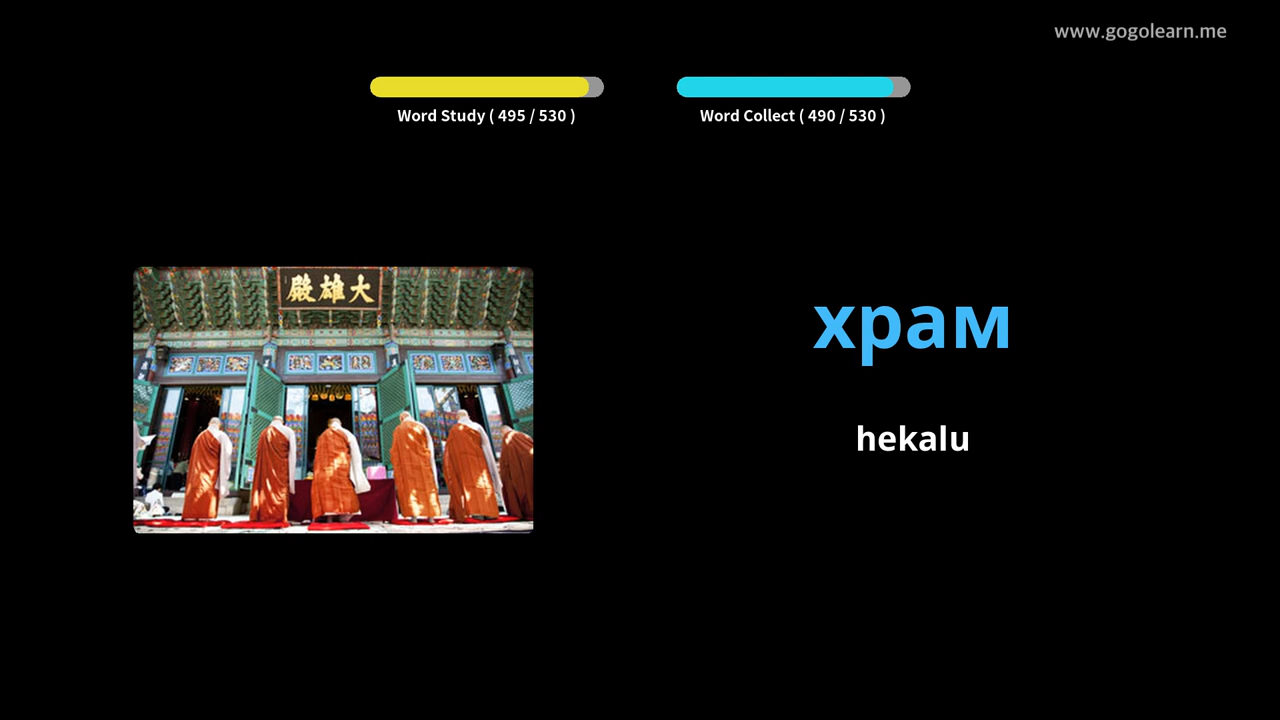 www.gogolearn.me
Word Study ( 495 / 530 )
Word Collect ( 490 / 530 )
殿雄大
храм
hekalu